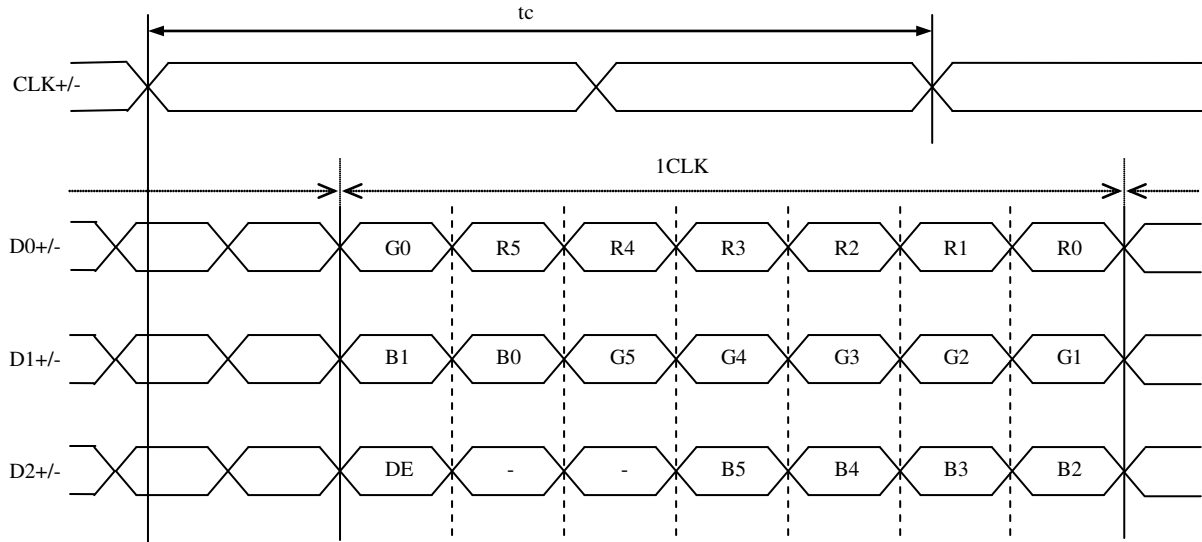 tc
CLK+/-
1CLK
D0+/- G0 R5 R4 R3 R2 R1 R0
D1+/- B1 B0 G5 G4 G3 G2 G1
D2+/- DE - - B5 B4 B3 B2